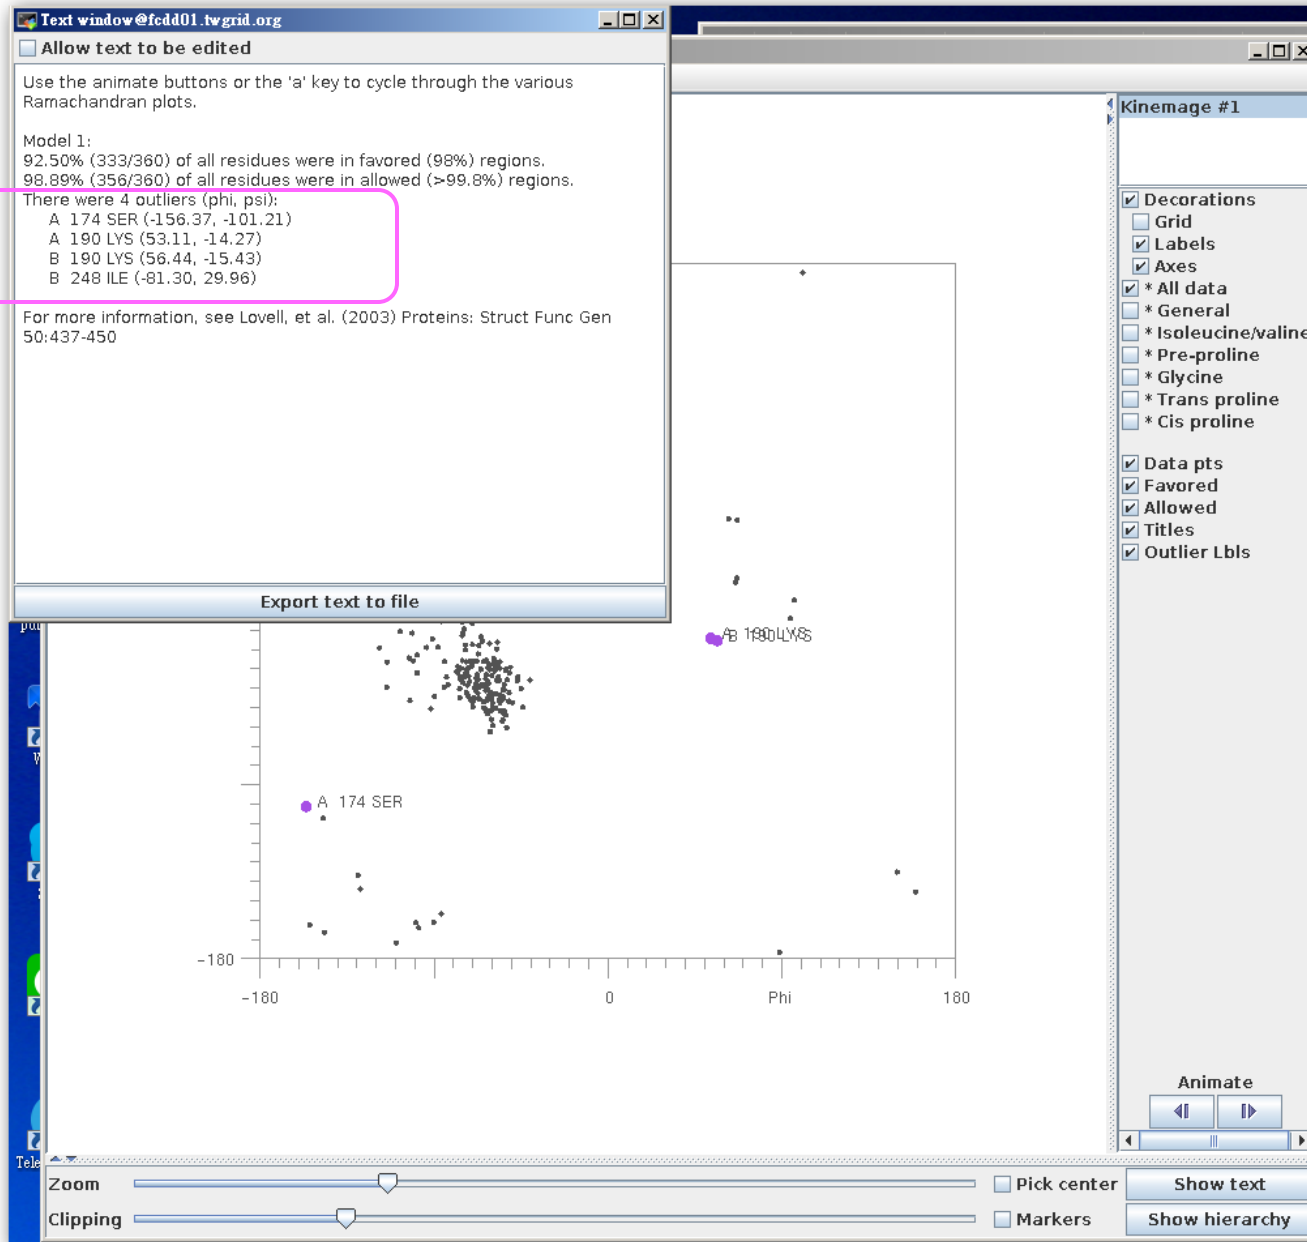 Text window@fcdd01.twgrid.org
Allow text to be edited
Use the animate buttons or the 'a' key to cycle through the various
Ramachandran plots.
Model 1:
92.50% (333/360) of all residues were in favored (98%) regions.
98.89% (356/360) of all residues were in allowed (>99.8%) regions.
There were 4 outliers (phi, psi):
A 174 SER (-156.37, -101.21)
A 190 LYS (53.11, -14.27)
B 190 LYS (56.44, -15.43)
B 248 ILE (-81.30, 29.96)
For more information, see Lovell, et al. (2003) Proteins: Struct Func Gen
50:437-450
Export text to file
Kinemage #1
Decorations
Grid
Labels
Axes
* All data
* General
* Isoleucine/valine
* Pre-proline
* Glycine
* Trans proline
* Cis proline
Data pts
Favored
Allowed
Titles
Outlier Lbls
A 190 LYS
B 190 LYS
A 174 SER
-180
-180
0
Phi
180
Animate
Tele
Zoom
Pick center
Show text
Clipping
Markers
Show hierarchy